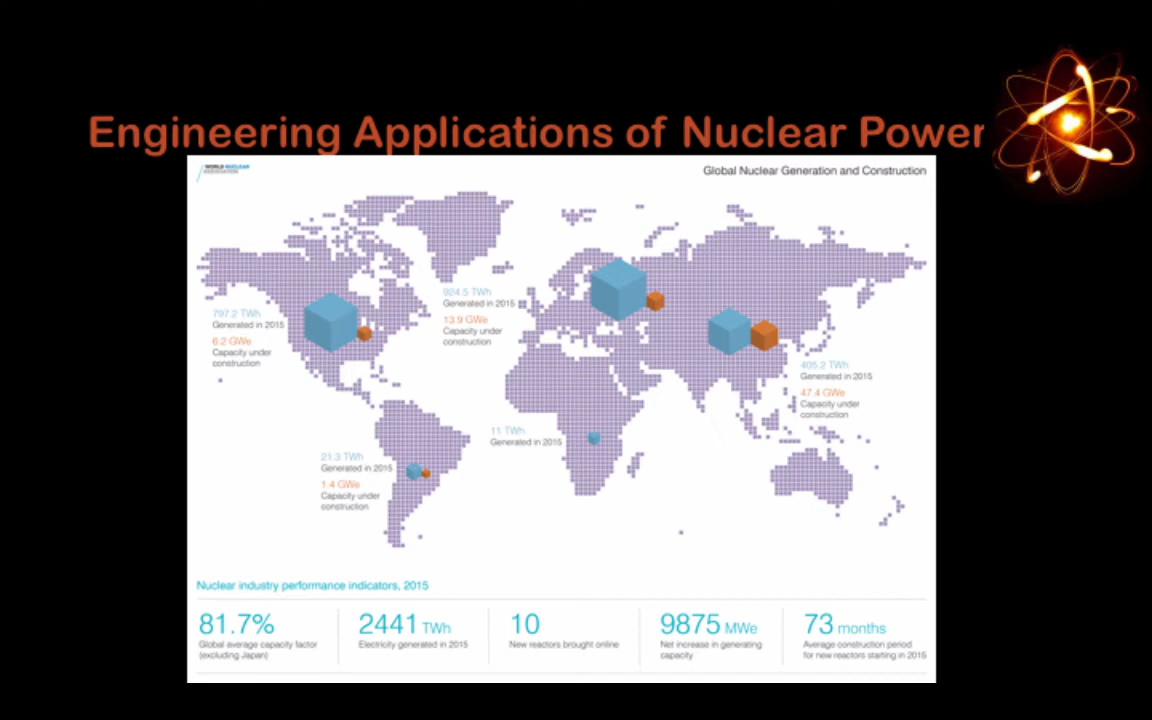 Engineering Applications of Nuclear Power
WORLD NUCLEAR
ASSOCIATION
Global Nuclear Generation and Construction
797.2 TWh
Generated in 2015
6.2 GWe
Capacity under
construction
924.5 TWh
Generated in 2015
13.9 GWe
Capacity under
construction
405.2 TWh
Generated in 2015
47.4 GWe
Capacity under
construction
11 TWh
Generated in 2015
21.3 TWh
Generated in 2015
1.4 GWe
Capacity under
construction
Nuclear industry performance indicators, 2015
81.7%
Global average capacity factor
(excluding Japan)
2441 TWh
Electricity generated in 2015
10
New reactors brought online
9875 MWe
Net increase in generating
capacity
73 months
Average construction period
for new reactors starting in 2015